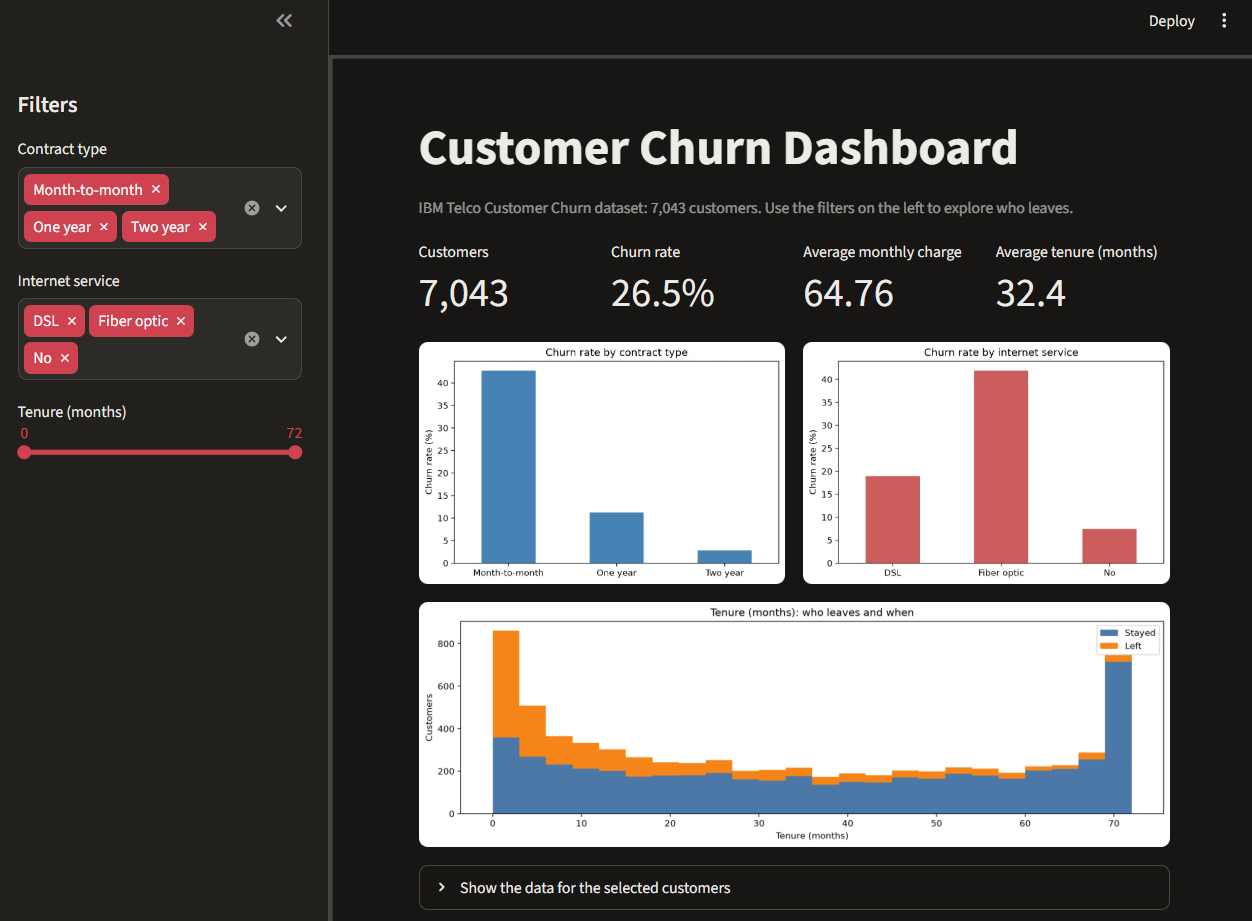 Deploy
Filters
Contract type
Month-to-month ×
One year × Two year ×
Internet service
DSL × Fiber optic ×
No ×
Tenure (months)
0 72
Customer Churn Dashboard
IBM Telco Customer Churn dataset: 7,043 customers. Use the filters on the left to explore who leaves.
Customers Churn rate Average monthly charge Average tenure (months)
7,043 26.5% 64.76 32.4
Churn rate by contract type
Churn rate (%)
40
35
30
25
20
15
10
5
0
Month-to-month One year Two year
Churn rate by internet service
Churn rate (%)
40
35
30
25
20
15
10
5
0
DSL Fiber optic No
Tenure (months): who leaves and when
Stayed
Left
Customers
800
600
400
200
0
0 10 20 30 40 50 60 70
Tenure (months)
Show the data for the selected customers